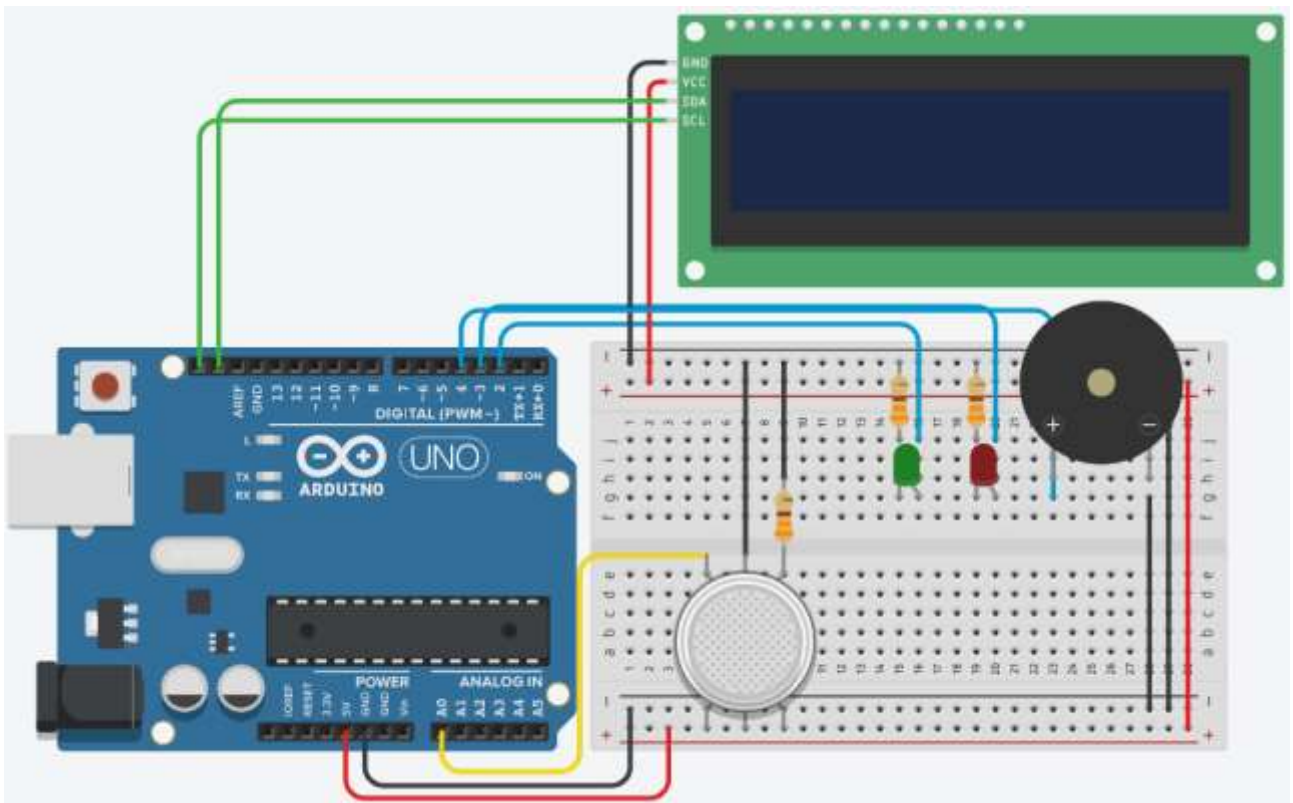 GND
VCC
SDA
SCL
AREF
GND
13
12
~11
~10
~9
8
7
~6
~5
4
~3
2
TX→1
RX←0
DIGITAL (PWM~)
L
TX
RX
ARDUINO
UNO
ON
POWER
ANALOG IN
IOREF
RESET
3.3V
5V
GND
GND
Vin
A0
A1
A2
A3
A4
A5
- + + -
j
i
h
g
f
e
d
c
b
a
+
-